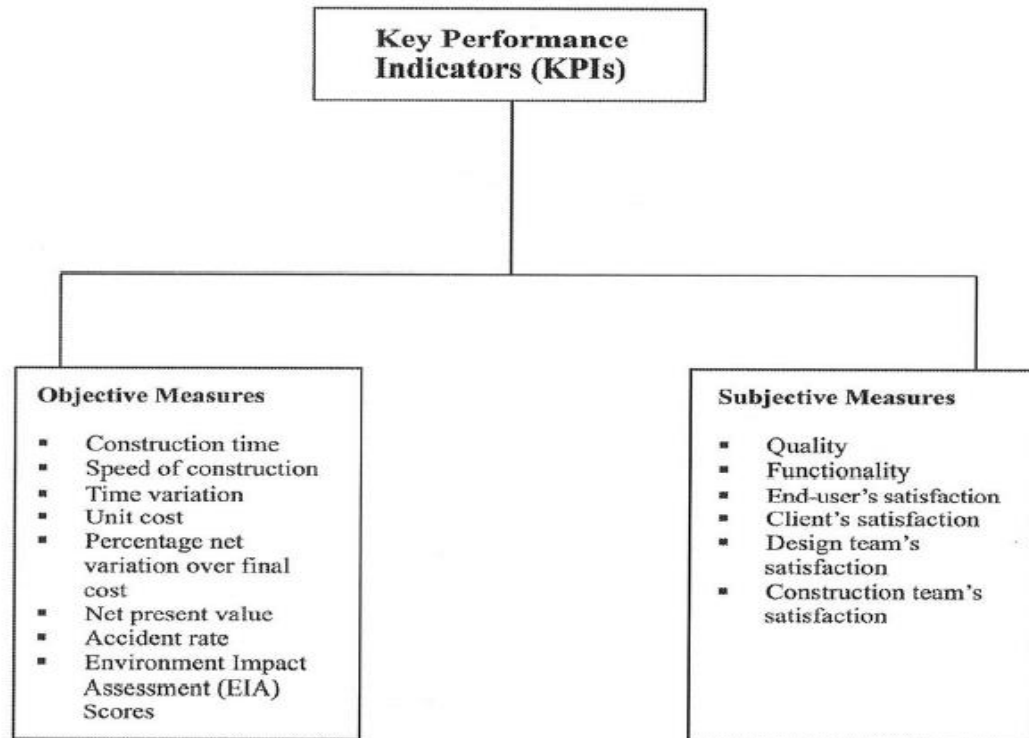 Key Performance
Indicators (KPIs)
Objective Measures
▪ Construction time
▪ Speed of construction
▪ Time variation
▪ Unit cost
▪ Percentage net
variation over final
cost
▪ Net present value
▪ Accident rate
▪ Environment Impact
Assessment (EIA)
Scores
Subjective Measures
▪ Quality
▪ Functionality
▪ End-user's satisfaction
▪ Client's satisfaction
▪ Design team's
satisfaction
▪ Construction team's
satisfaction